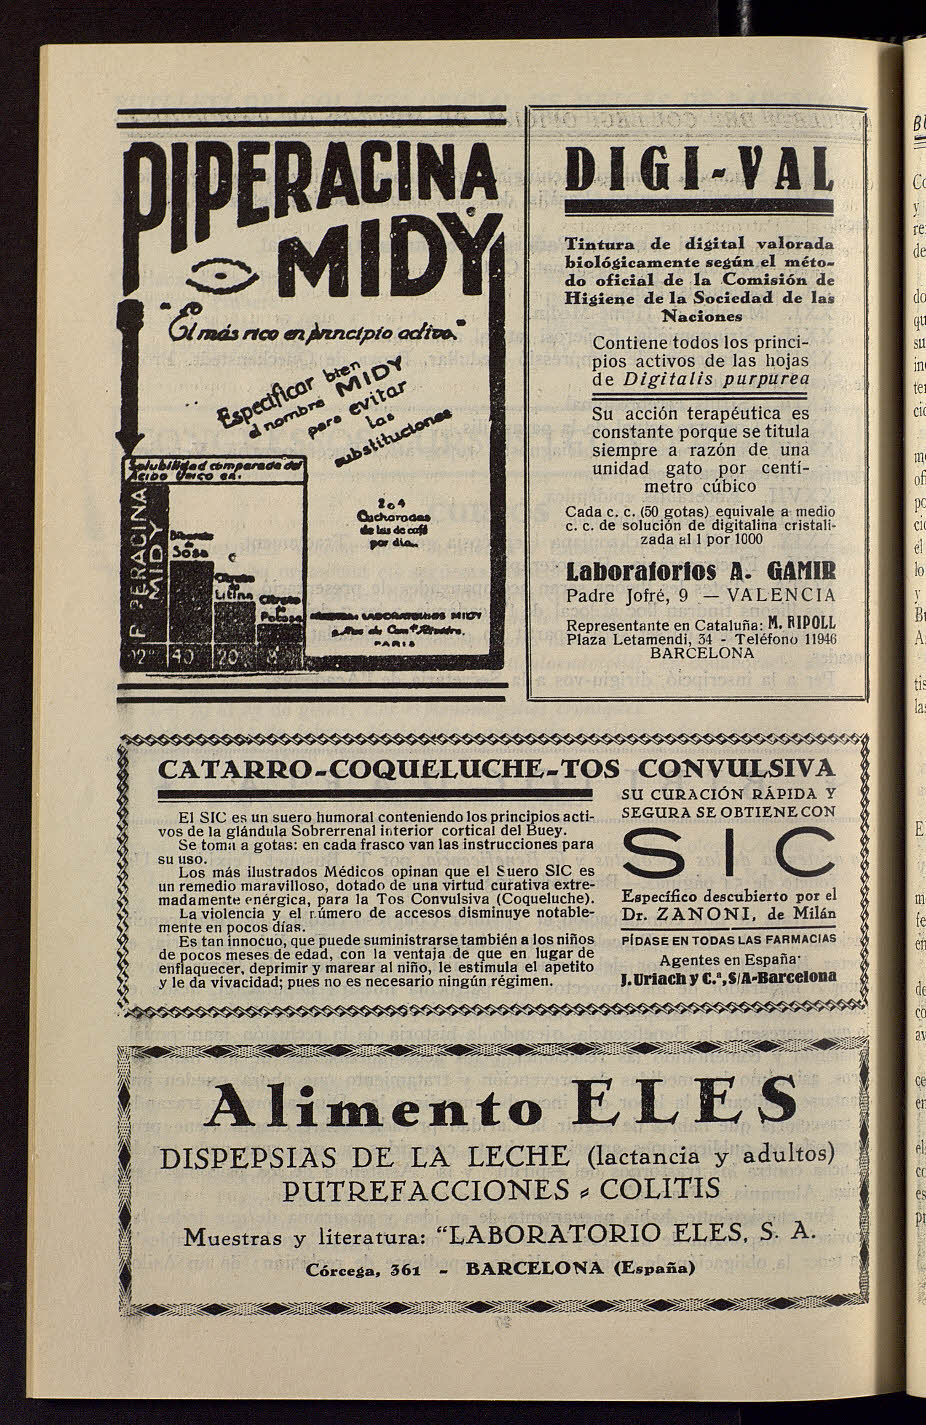 PIPERACINA
MIDY
"El más rico en principio activo."
Especificar bien
el nombre MIDY
para evitar
las
substituciones
Solubilidad comparada del
Acido Urico en.
PIPERACINA
MIDY
Sosa
Citrato de
Litina
Citrato
de
Potasa
92
40
20
2 o 4
Cucharadas
de las de café
por dia..
LABORATORIOS MIDY
PARIS
DIGI-VAL
Tintura de digital valorada
biológicamente según el méto-
do oficial de la Comisión de
Higiene de la Sociedad de las
Naciones
Contiene todos los princi-
pios activos de las hojas
de Digitalis purpurea
Su acción terapéutica es
constante porque se titula
siempre a razón de una
unidad gato por centí-
metro cúbico
Cada c. c. (50 gotas) equivale a medio
c. c. de solución de digitalina cristali-
zada al 1 por 1000
Laboratorios A. GAMIR
Padre Jofré, 9 — VALENCIA
Representante en Cataluña: M. RIPOLL
Plaza Letamendi, 34 - Teléfono 11946
BARCELONA
CATARRO-COQUELUCHE-TOS CONVULSIVA
El SIC es un suero humoral conteniendo los principios acti-
vos de la glándula Sobrerrenal interior cortical del Buey.
Se toma a gotas: en cada frasco van las instrucciones para
su uso.
Los más ilustrados Médicos opinan que el Suero SIC es
un remedio maravilloso, dotado de una virtud curativa extre-
madamente enérgica, para la Tos Convulsiva (Coqueluche).
La violencia y el número de accesos disminuye notable-
mente en pocos días.
Es tan innocuo, que puede suministrarse también a los niños
de pocos meses de edad, con la ventaja de que en lugar de
enflaquecer, deprimir y marear al niño, le estimula el apetito
y le da vivacidad; pues no es necesario ningún régimen.
SU CURACIÓN RÁPIDA Y
SEGURA SE OBTIENE CON
SIC
Específico descubierto por el
Dr. ZANONI, de Milán
PÍDASE EN TODAS LAS FARMACIAS
Agentes en España·
J. Uriach y C.ª, S/A-Barcelona
Alimento ELES
DISPEPSIAS DE LA LECHE (lactancia y adultos)
PUTREFACCIONES - COLITIS
Muestras y literatura: "LABORATORIO ELES, S. A.
Córcega, 361 - BARCELONA (España)